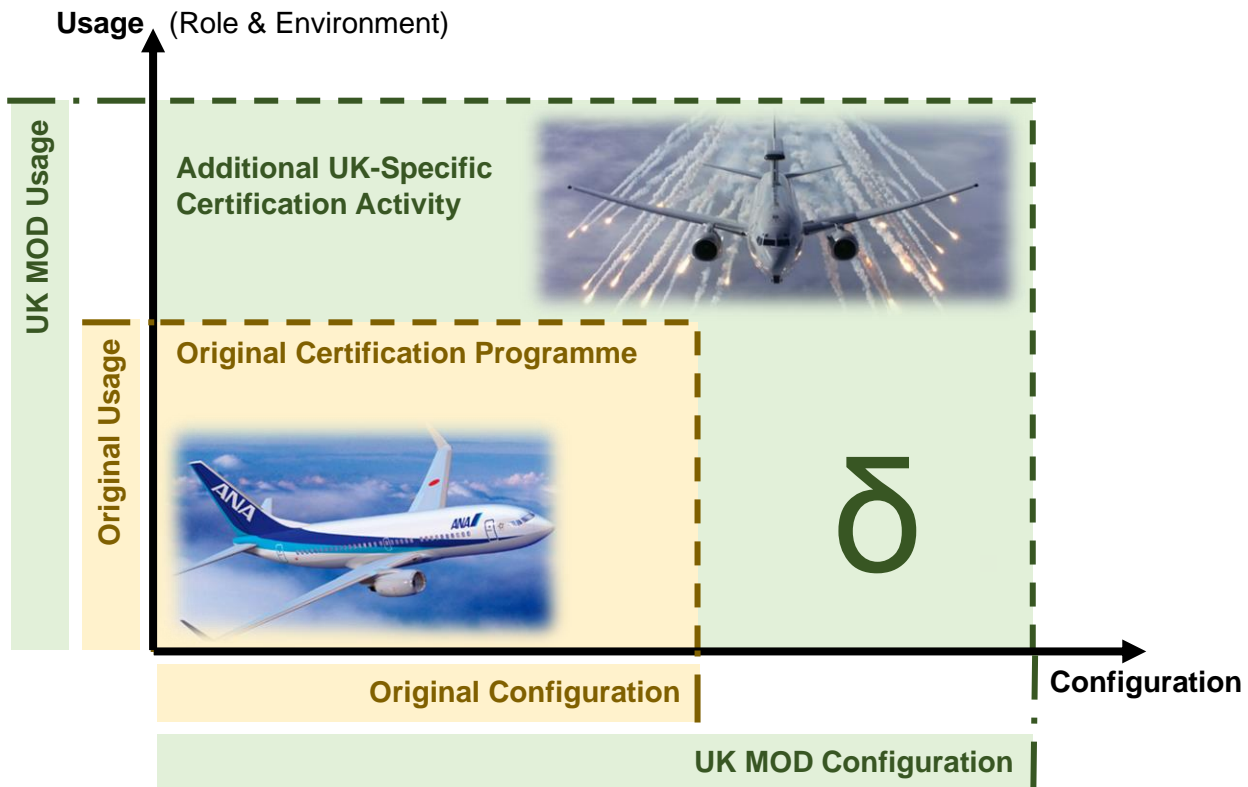 Usage (Role & Environment)
UK MOD Usage
Additional UK-Specific
Certification Activity
Original Usage
Original Certification Programme
ANA
ANA
δ
Original Configuration
Configuration
UK MOD Configuration